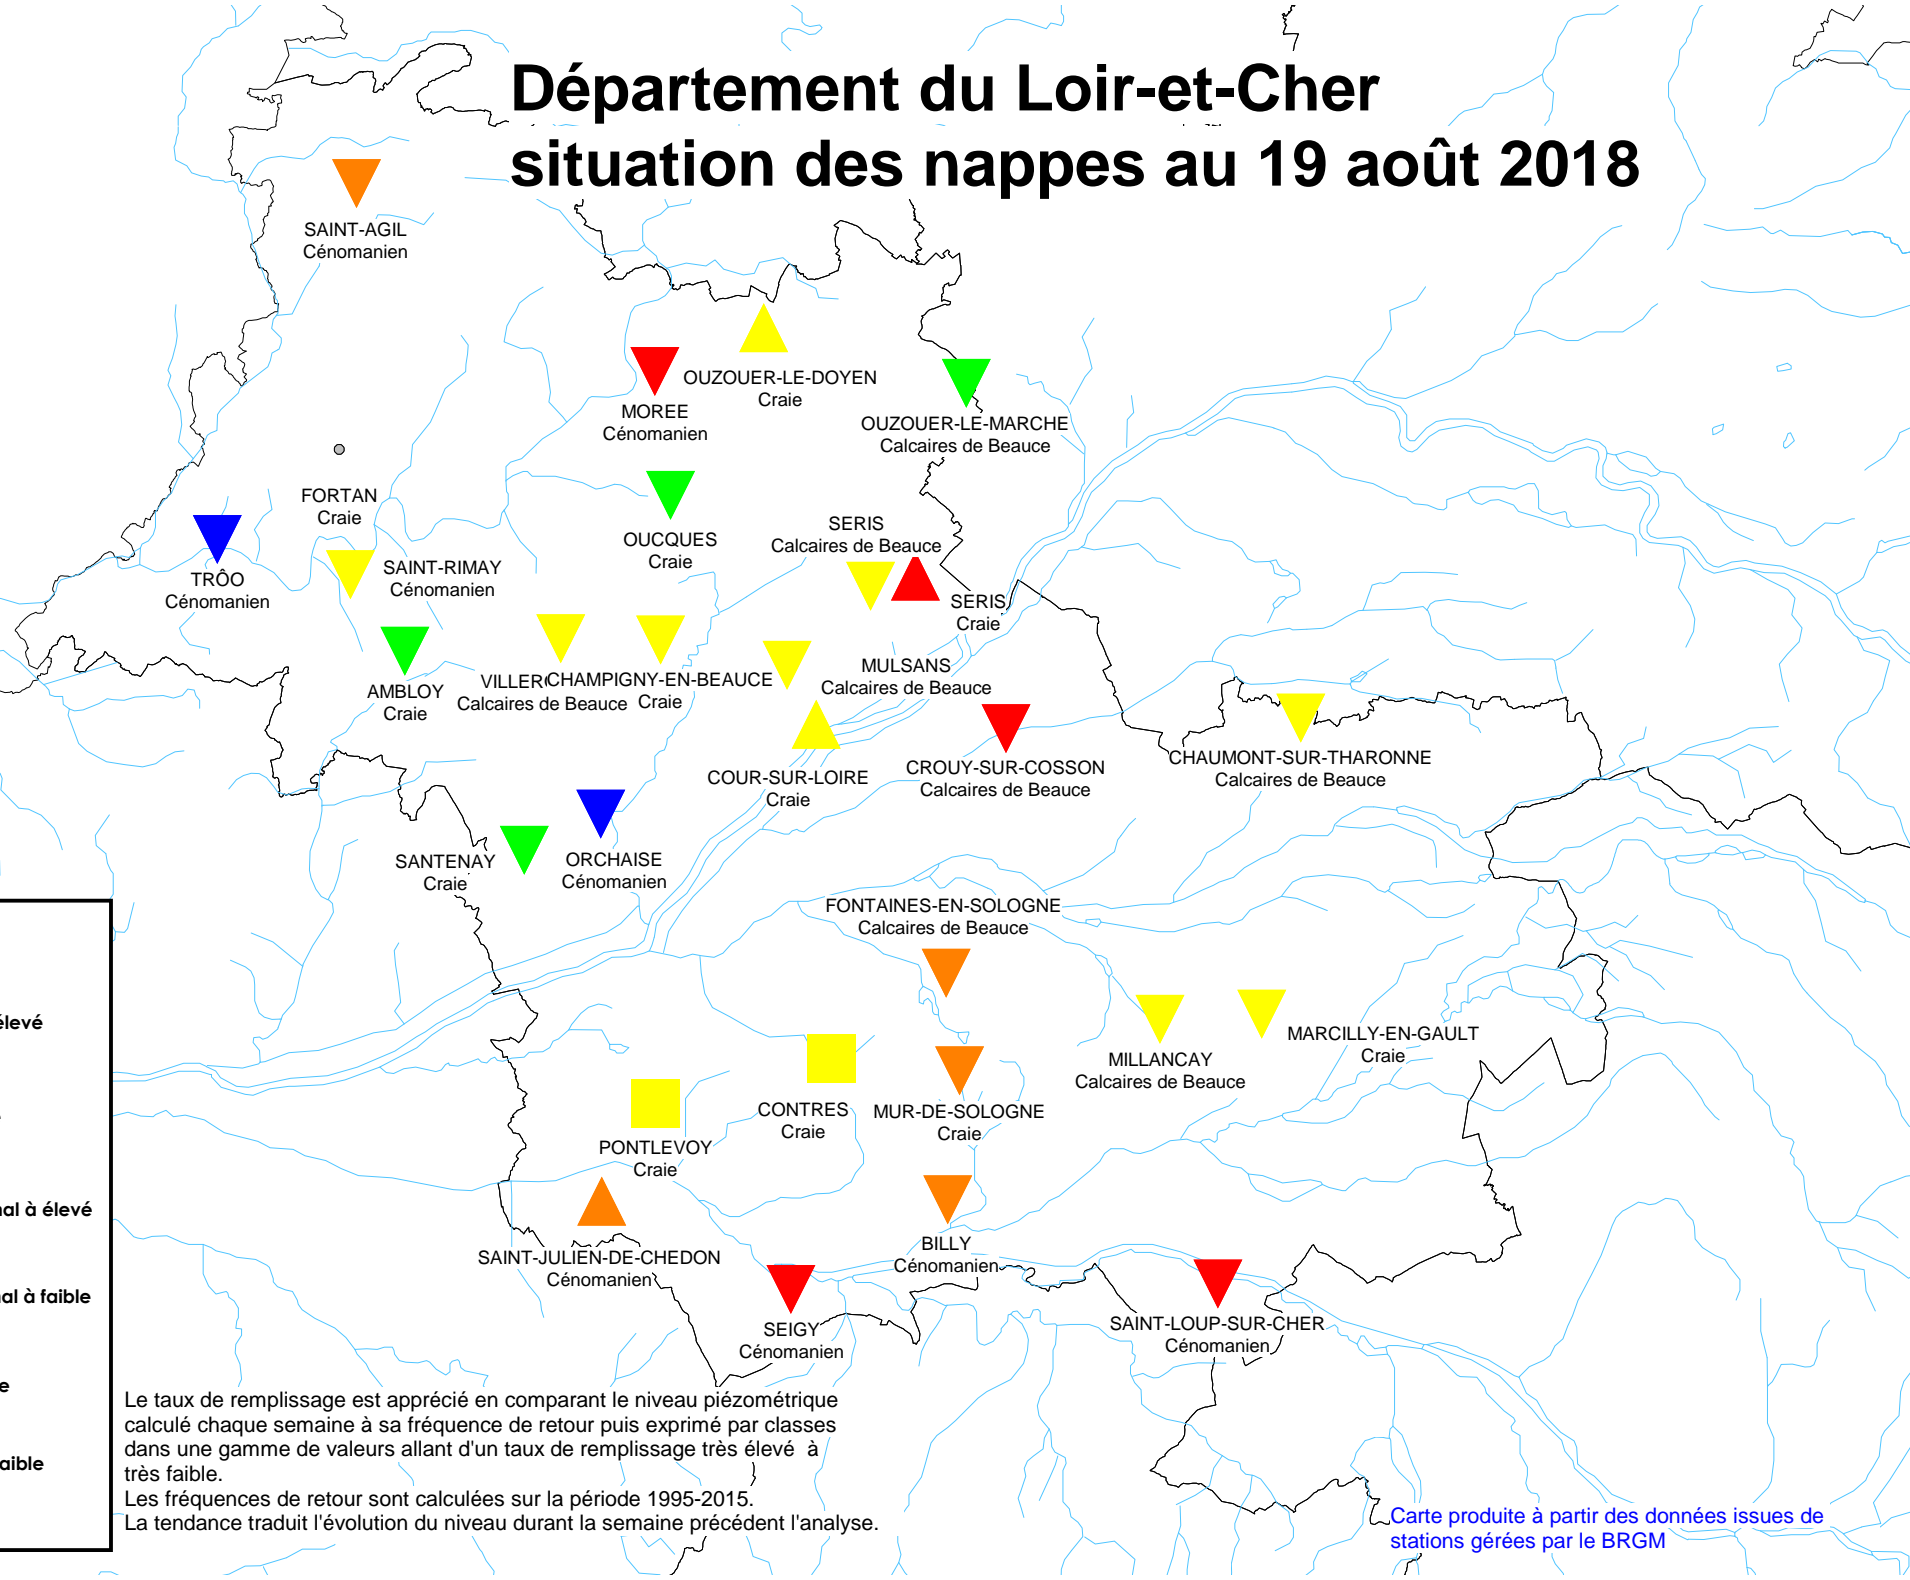 Département du Loir-et-Cher
situation des nappes au 19 août 2018
SAINT-AGIL
Cénomanien
OUZOUER-LE-DOYEN
Craie
MOREE
Cénomanien
OUZOUER-LE-MARCHE
Calcaires de Beauce
FORTAN
Craie
OUCQUES
Craie
SERIS
Calcaires de Beauce
TRÔO
Cénomanien
SAINT-RIMAY
Cénomanien
SERIS
Craie
AMBLOY
Craie
Calcaires de Beauce
CHAMPIGNY-EN-BEAUCE
Craie
MULSANS
Calcaires de Beauce
COUR-SUR-LOIRE
Craie
CROUY-SUR-COSSON
Calcaires de Beauce
CHAUMONT-SUR-THARONNE
Calcaires de Beauce
SANTENAY
Craie
ORCHAISE
Cénomanien
FONTAINES-EN-SOLOGNE
Calcaires de Beauce
MILLANCAY
Calcaires de Beauce
MARCILLY-EN-GAULT
Craie
CONTRES
Craie
MUR-DE-SOLOGNE
Craie
PONTLEVOY
Craie
SAINT-JULIEN-DE-CHEDON
Cénomanien
BILLY
Cénomanien
SEIGY
Cénomanien
SAINT-LOUP-SUR-CHER
Cénomanien
élevé
à élevé
à faible
Le taux de remplissage est apprécié en comparant le niveau piézométrique
calculé chaque semaine à sa fréquence de retour puis exprimé par classes
dans une gamme de valeurs allant d'un taux de remplissage très élevé à
très faible.
Les fréquences de retour sont calculées sur la période 1995-2015.
La tendance traduit l'évolution du niveau durant la semaine précédent l'analyse.
Carte produite à partir des données issues de
stations gérées par le BRGM